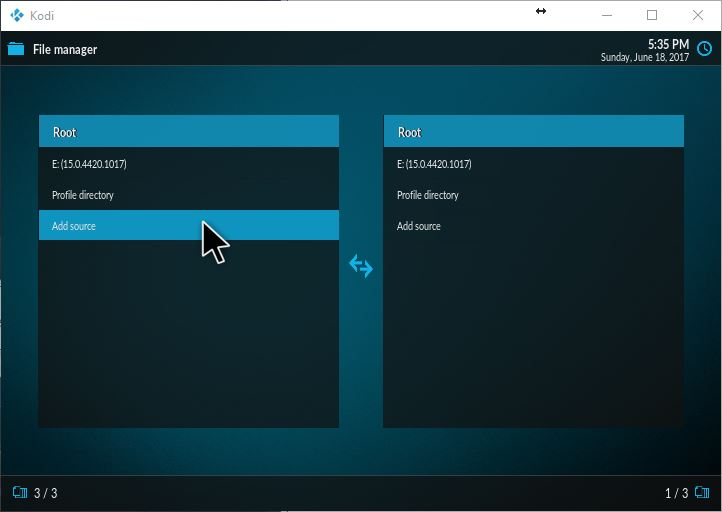 Kodi
File manager
5:35 PM
Sunday, June 18, 2017
Root
E: (15.0.4420.1017)
Profile directory
Add source
Root
E: (15.0.4420.1017)
Profile directory
Add source
3 / 3
1 / 3